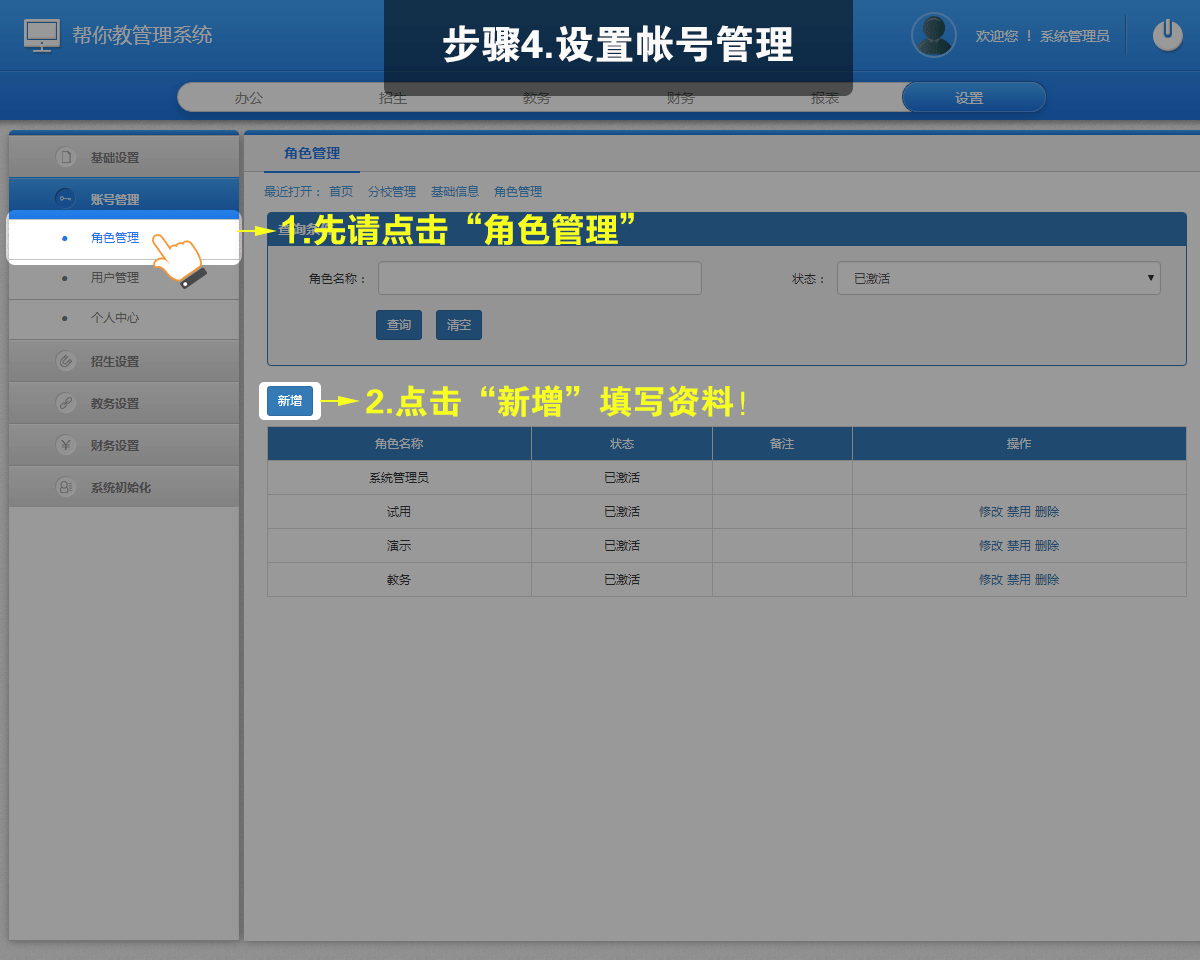 帮你教管理系统
步骤4.设置帐号管理
欢迎您 ！ 系统管理员
办公 招生 教务 财务 报表 设置
基础设置
账号管理
角色管理
用户管理
个人中心
招生设置
教务设置
财务设置
系统初始化
角色管理
最近打开： 首页 分校管理 基础信息 角色管理
1.先请点击“角色管理”
角色名称： 状态： 已激活
查询 清空
新增
2.点击“新增”填写资料！
角色名称 状态 备注 操作
系统管理员 已激活
试用 已激活 修改 禁用 删除
演示 已激活 修改 禁用 删除
教务 已激活 修改 禁用 删除